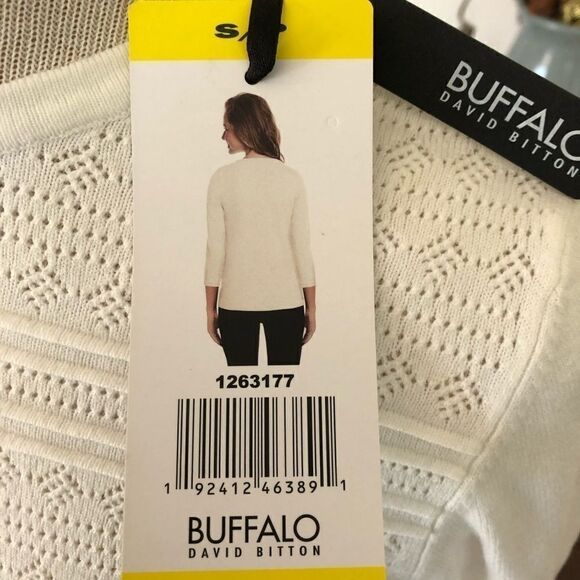 S/P
BUFFALO
DAVID BITTON
1263177
1 92412 46389 1
BUFFALO
DAVID BITTON